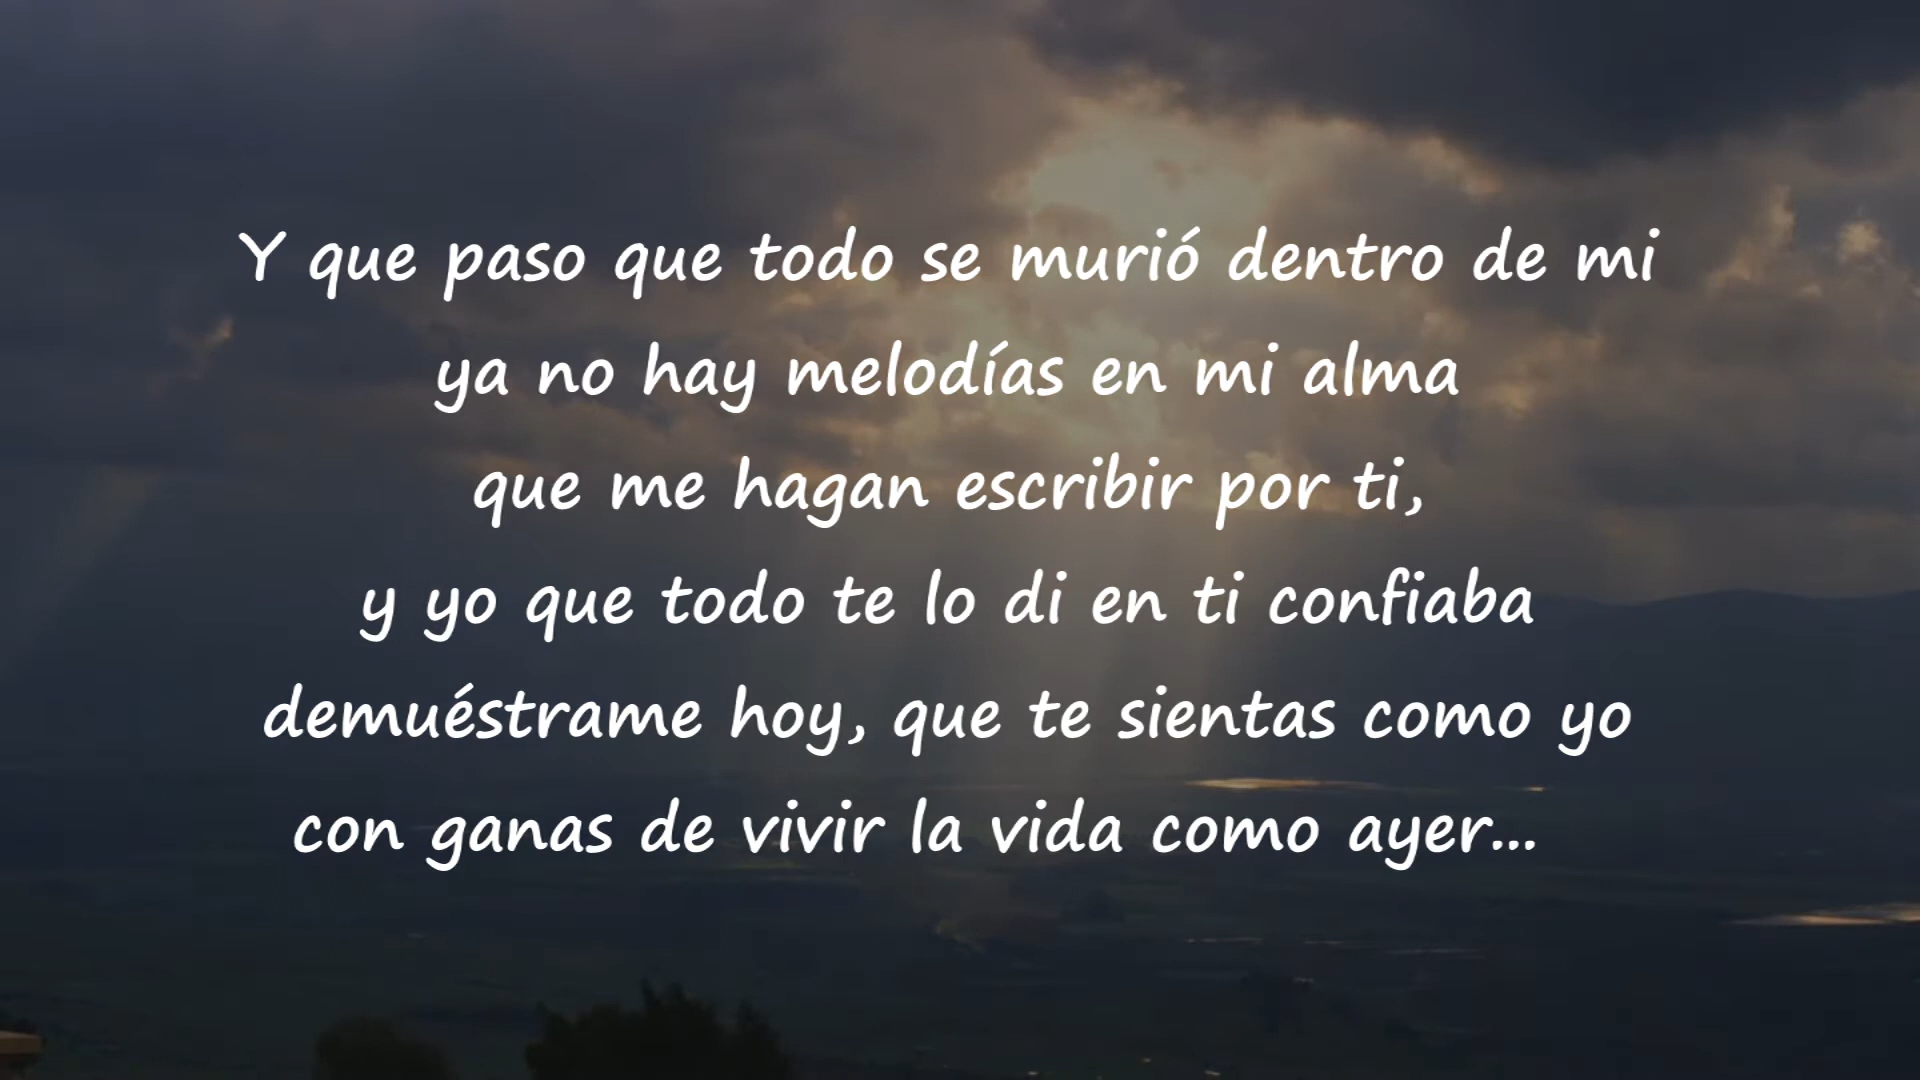 Y que paso que todo se murió dentro de mi
ya no hay melodías en mi alma
que me hagan escribir por ti,
y yo que todo te lo di en ti confiaba
demuéstrame hoy, que te sientas como yo
con ganas de vivir la vida como ayer...